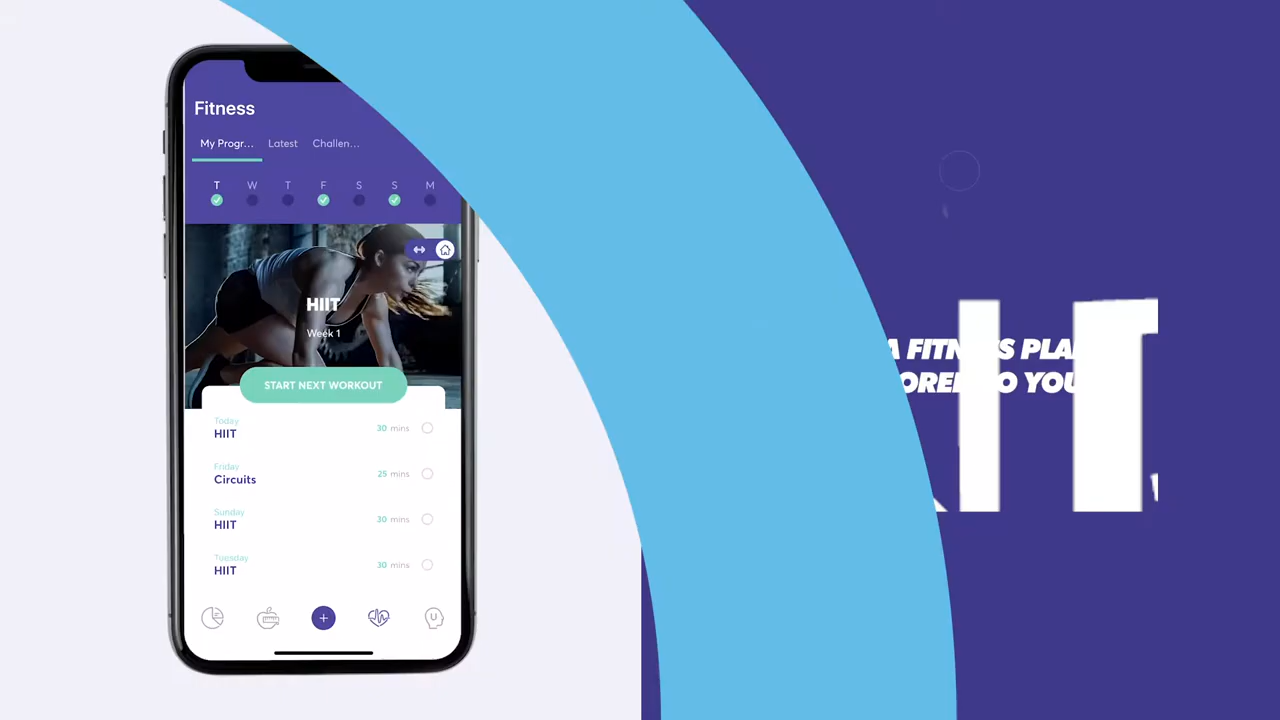 Fitness
My Progr...
Latest
Challen...
T W T F S S M
HIIT
Week 1
START NEXT WORKOUT
Today
HIIT
30 mins
Friday
Circuits
25 mins
Sunday
HIIT
30 mins
Tuesday
HIIT
30 mins
A FITNESS